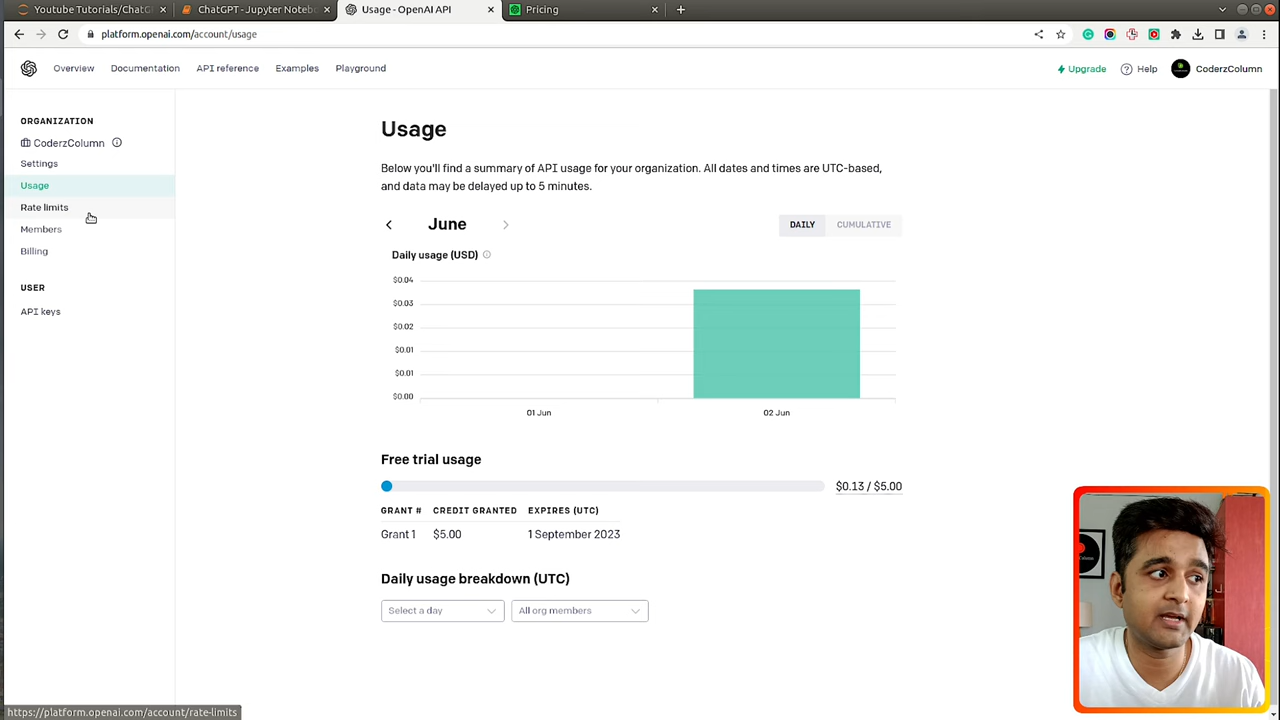 Youtube Tutorials/ChatG
ChatGPT - Jupyter Notebo
Usage - OpenAI API
Pricing
platform.openai.com/account/usage
Overview
Documentation
API reference
Examples
Playground
Upgrade
Help
CoderzColumn
ORGANIZATION
CoderzColumn
Settings
Usage
Rate limits
Members
Billing
USER
API keys
Usage
Below you'll find a summary of API usage for your organization. All dates and times are UTC-based,
and data may be delayed up to 5 minutes.
June
DAILY
CUMULATIVE
Daily usage (USD)
$0.04
$0.03
$0.02
$0.01
$0.01
$0.00
01 Jun
02 Jun
Free trial usage
$0.13 / $5.00
GRANT # CREDIT GRANTED EXPIRES (UTC)
Grant 1 $5.00 1 September 2023
Daily usage breakdown (UTC)
Select a day
All org members
https://platform.openai.com/account/rate-limits